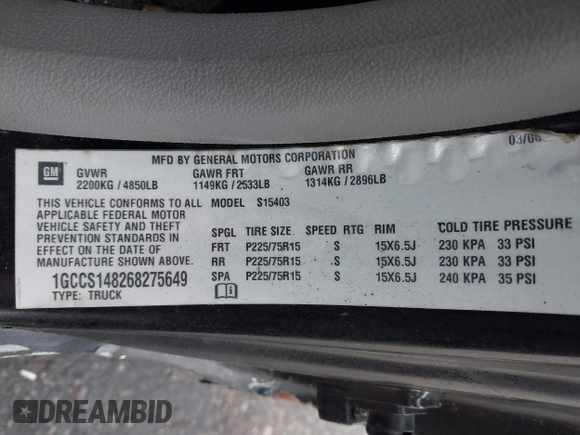 03/06
MFD BY GENERAL MOTORS CORPORATION
GM GVWR GAWR FRT GAWR RR
2200KG / 4850LB 1149KG / 2533LB 1314KG / 2896LB
THIS VEHICLE CONFORMS TO ALL MODEL S15403
APPLICABLE FEDERAL MOTOR
VEHICLE SAFETY AND THEFT
PREVENTION STANDARDS IN
EFFECT ON THE DATE OF
MANUFACTURE SHOWN ABOVE.
1GCCS148268275649
TYPE: TRUCK
SPGL TIRE SIZE SPEED RTG RIM COLD TIRE PRESSURE
FRT P225/75R15 S 15X6.5J 230 KPA 33 PSI
RR P225/75R15 S 15X6.5J 230 KPA 33 PSI
SPA P225/75R15 S 15X6.5J 240 KPA 35 PSI
DREAMBID